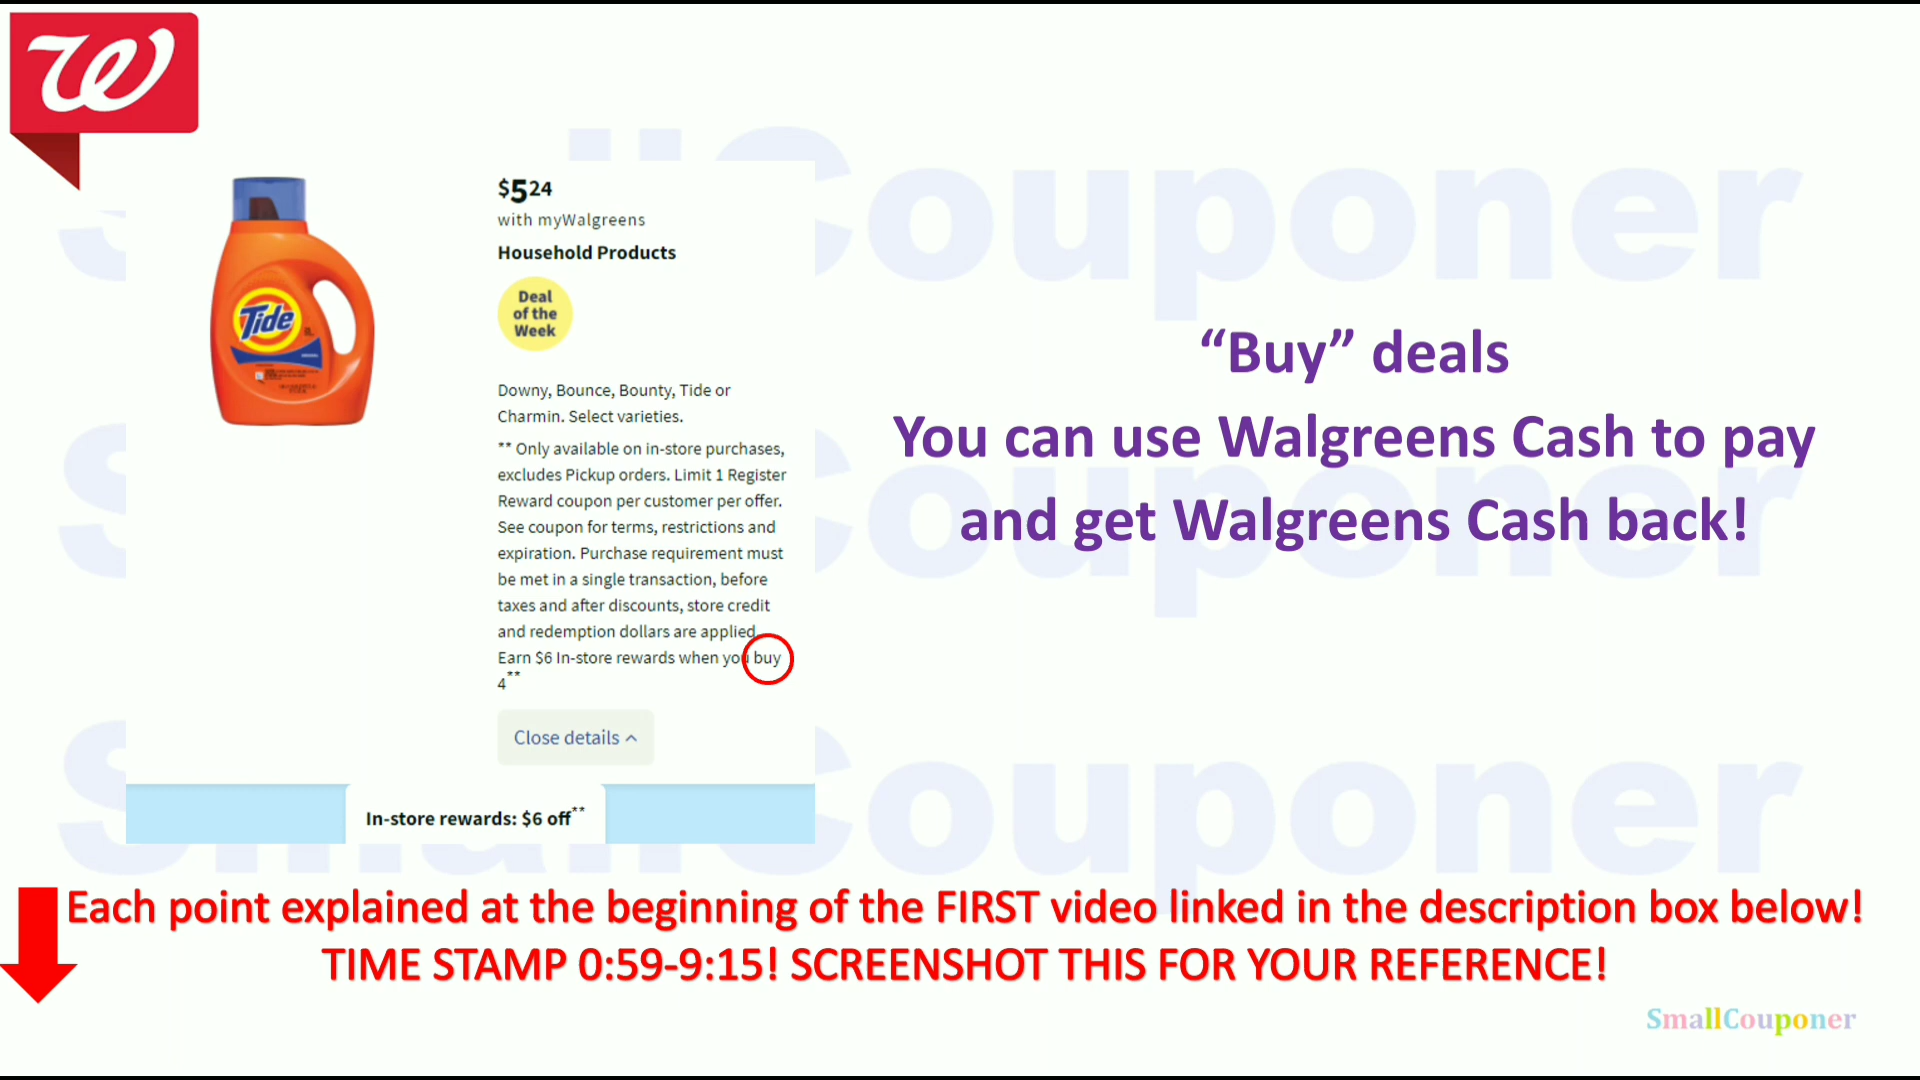 W
$5 24
with myWalgreens
Household Products
Deal
of the
Week
Tide
Downy, Bounce, Bounty, Tide or
Charmin. Select varieties.
** Only available on in-store purchases,
excludes Pickup orders. Limit 1 Register
Reward coupon per customer per offer.
See coupon for terms, restrictions and
expiration. Purchase requirement must
be met in a single transaction, before
taxes and after discounts, store credit
and redemption dollars are applied.
Earn $6 In-store rewards when you buy
4**
Close details
In-store rewards: $6 off**
“Buy” deals
You can use Walgreens Cash to pay
and get Walgreens Cash back!
Each point explained at the beginning of the FIRST video linked in the description box below!
TIME STAMP 0:59-9:15! SCREENSHOT THIS FOR YOUR REFERENCE!
SmallCouponer